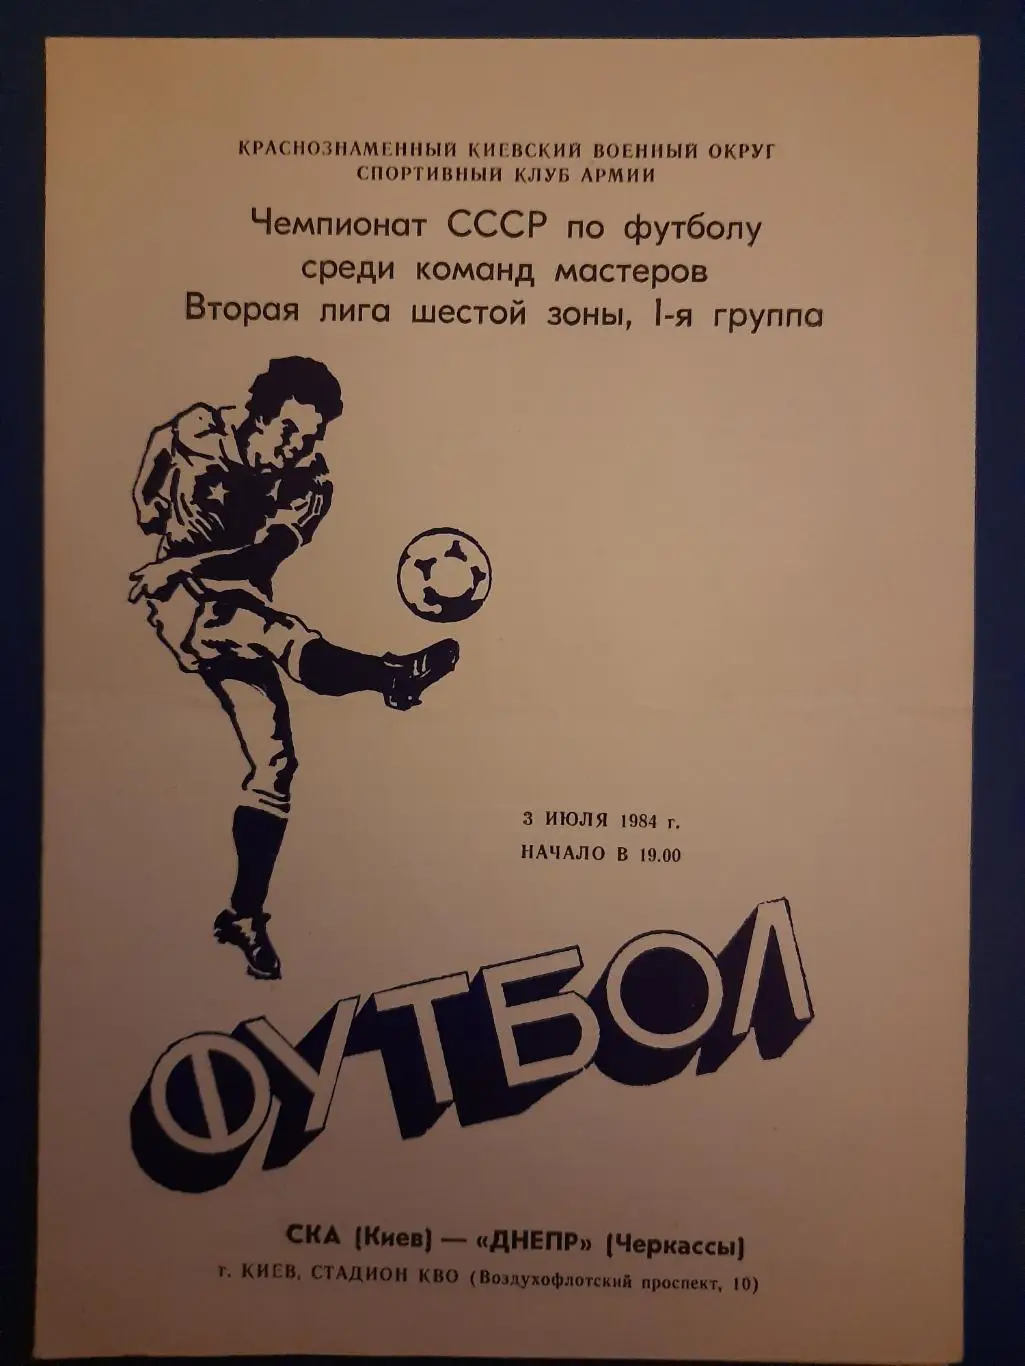 КРАСНОЗНАМЕННЫЙ КИЕВСКИЙ ВОЕННЫЙ ОКРУГ
СПОРТИВНЫЙ КЛУБ АРМИИ
Чемпионат СССР по футболу
среди команд мастеров
Вторая лига шестой зоны, 1-я группа
3 ИЮЛЯ 1984 г.
НАЧАЛО В 19.00
ФУТБОЛ
СКА (Киев) — «ДНЕПР» (Черкассы)
г. КИЕВ, СТАДИОН КВО (Воздухофлотский проспект, 10)